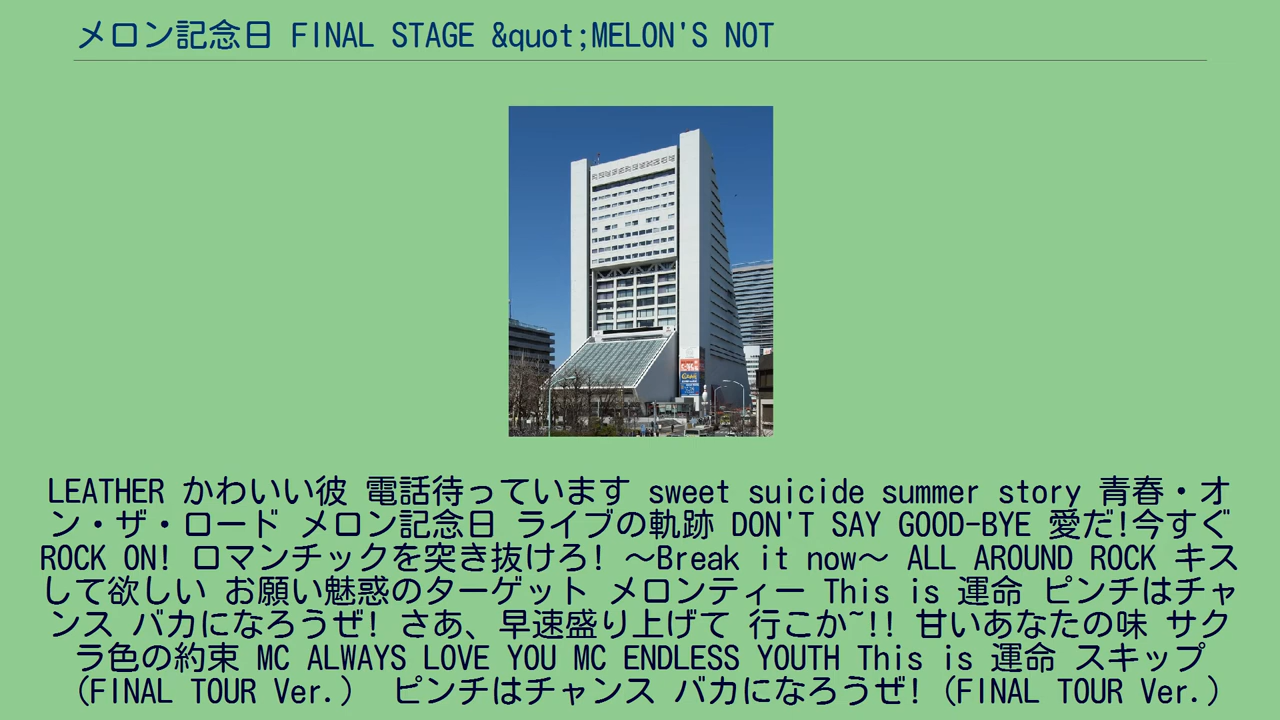 メロン記念日 FINAL STAGE &quot;MELON'S NOT
LEATHER かわいい彼 電話待っています sweet suicide summer story 青春・オ
ン・ザ・ロード メロン記念日 ライブの軌跡 DON'T SAY GOOD-BYE 愛だ!今すぐ
ROCK ON! ロマンチックを突き抜けろ! ～Break it now～ ALL AROUND ROCK キス
して欲しい お願い魅惑のターゲット メロンティー This is 運命 ピンチはチャ
ンス バカになろうぜ! さあ、早速盛り上げて 行こか~!! 甘いあなたの味 サク
ラ色の約束 MC ALWAYS LOVE YOU MC ENDLESS YOUTH This is 運命 スキップ
（FINAL TOUR Ver.） ピンチはチャンス バカになろうぜ!（FINAL TOUR Ver.）